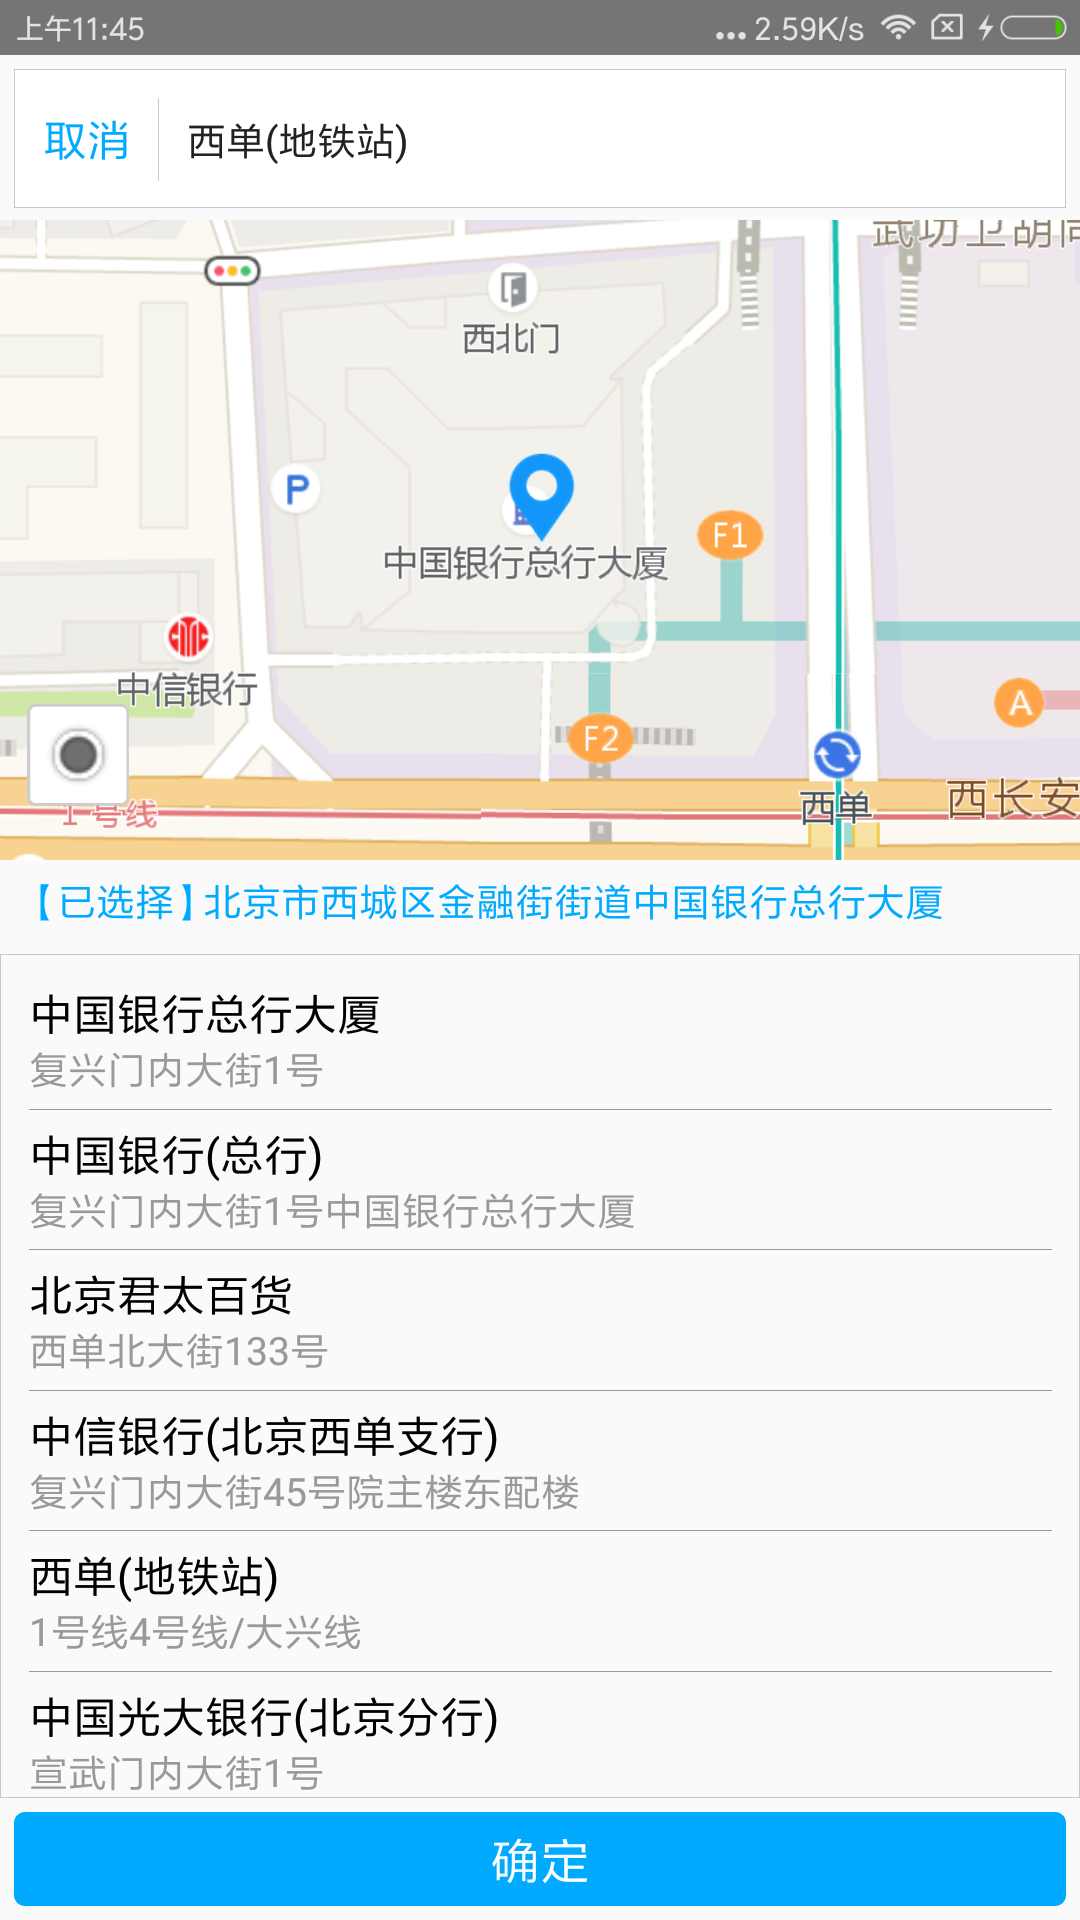 上午11:45
... 2.59K/s
取消
西单(地铁站)
武功卫胡同
西北门
P
F1
中国银行总行大厦
中信银行
A
F2
1号线
西单
西长安
【已选择】北京市西城区金融街街道中国银行总行大厦
中国银行总行大厦
复兴门内大街1号
中国银行(总行)
复兴门内大街1号中国银行总行大厦
北京君太百货
西单北大街133号
中信银行(北京西单支行)
复兴门内大街45号院主楼东配楼
西单(地铁站)
1号线4号线/大兴线
中国光大银行(北京分行)
宣武门内大街1号
确定